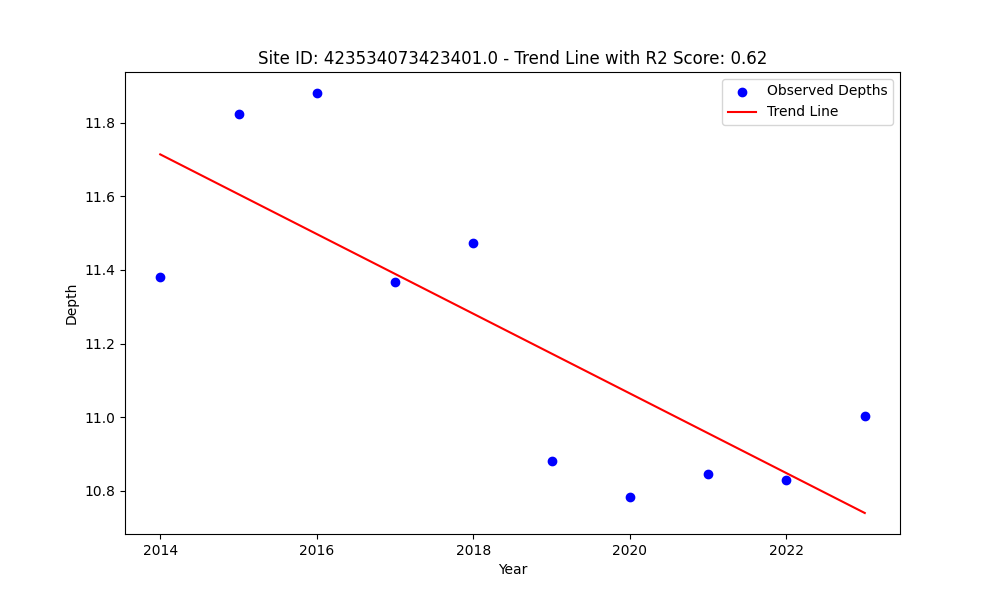 Site ID: 423534073423401.0 - Trend Line with R2 Score: 0.62
Observed Depths
Trend Line
11.8
11.6
11.4
11.2
11.0
10.8
Depth
2014
2016
2018
2020
2022
Year